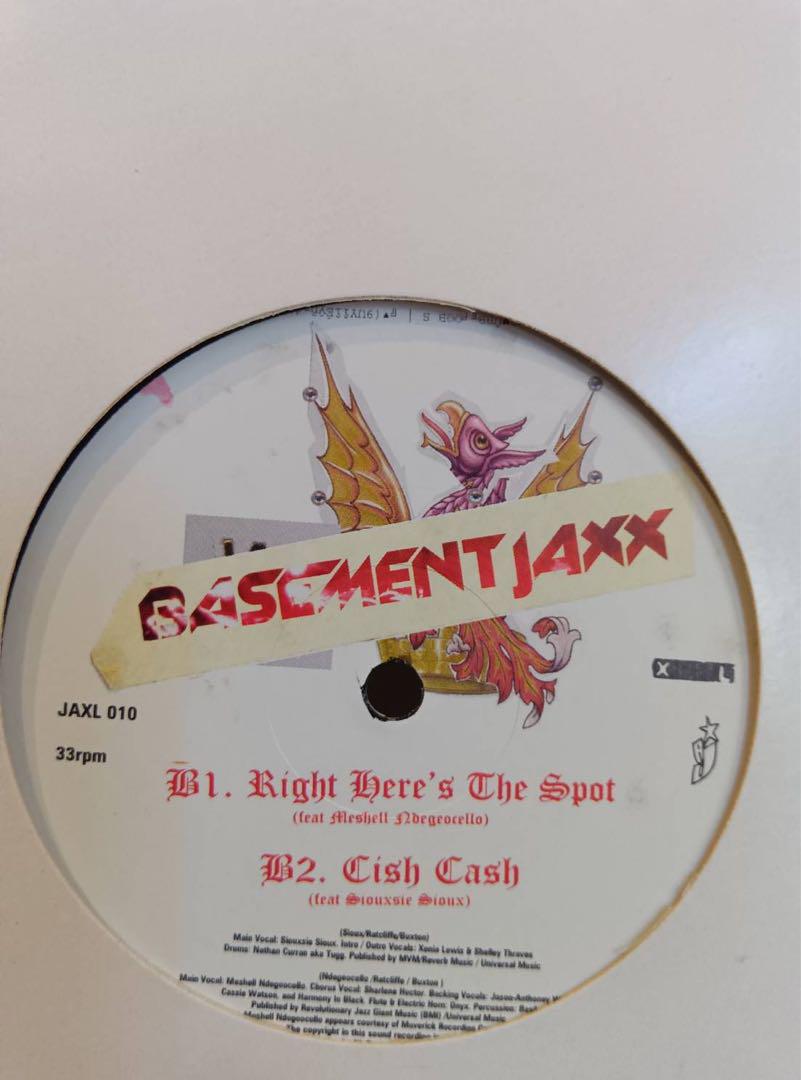 BASEMENT JAXX
X L
JAXL 010
33rpm
B1. Right Here's The Spot
(feat Meshell Ndegeocello)
B2. Cish Cash
(feat Siouxsie Sioux)
(Sioux/Ratcliffe/Buxton)
Main Vocal: Siouxsie Sioux. Intro / Outro Vocals: Xenia Lewis & Shelley Thraves
Drums: Nathan Curran aka Tugg. Published by MVM/Reverb Music / Universal Music
(Ndegeocello /Ratcliffe / Buxton )
Main Vocal: Meshell Ndegeocello. Chorus Vocal: Sharlene Hector. Backing Vocals: Jason-Anthoney
Cassie Watson, and Harmony In Black. Flute & Electric Horn: Onyx. Percussion:
Published by Revolutionary Jazz Giant Music (BMI) /Universal Music
Meshell Ndegeocello appears courtesy of Maverick Recording
The copyright in this sound recording